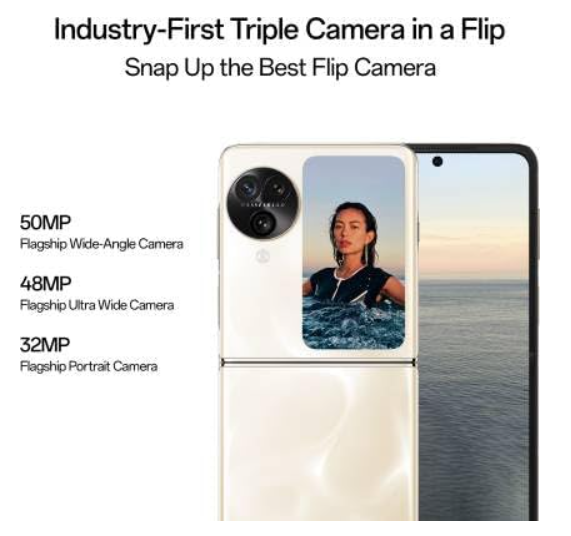 Industry-First Triple Camera in a Flip
Snap Up the Best Flip Camera
50MP
Flagship Wide-Angle Camera
48MP
Flagship Ultra Wide Camera
32MP
Flagship Portrait Camera
HASSELBLAD